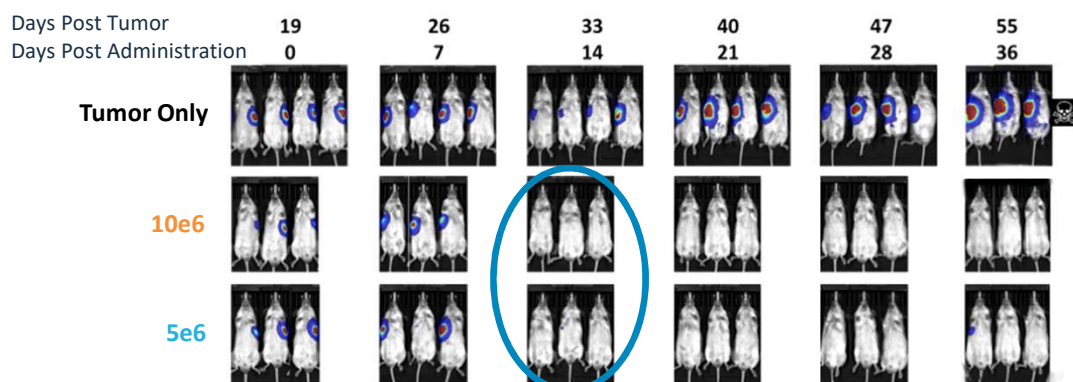 Days Post Tumor 19 26 33 40 47 55
Days Post Administration 0 7 14 21 28 36
Tumor Only
10e6
5e6